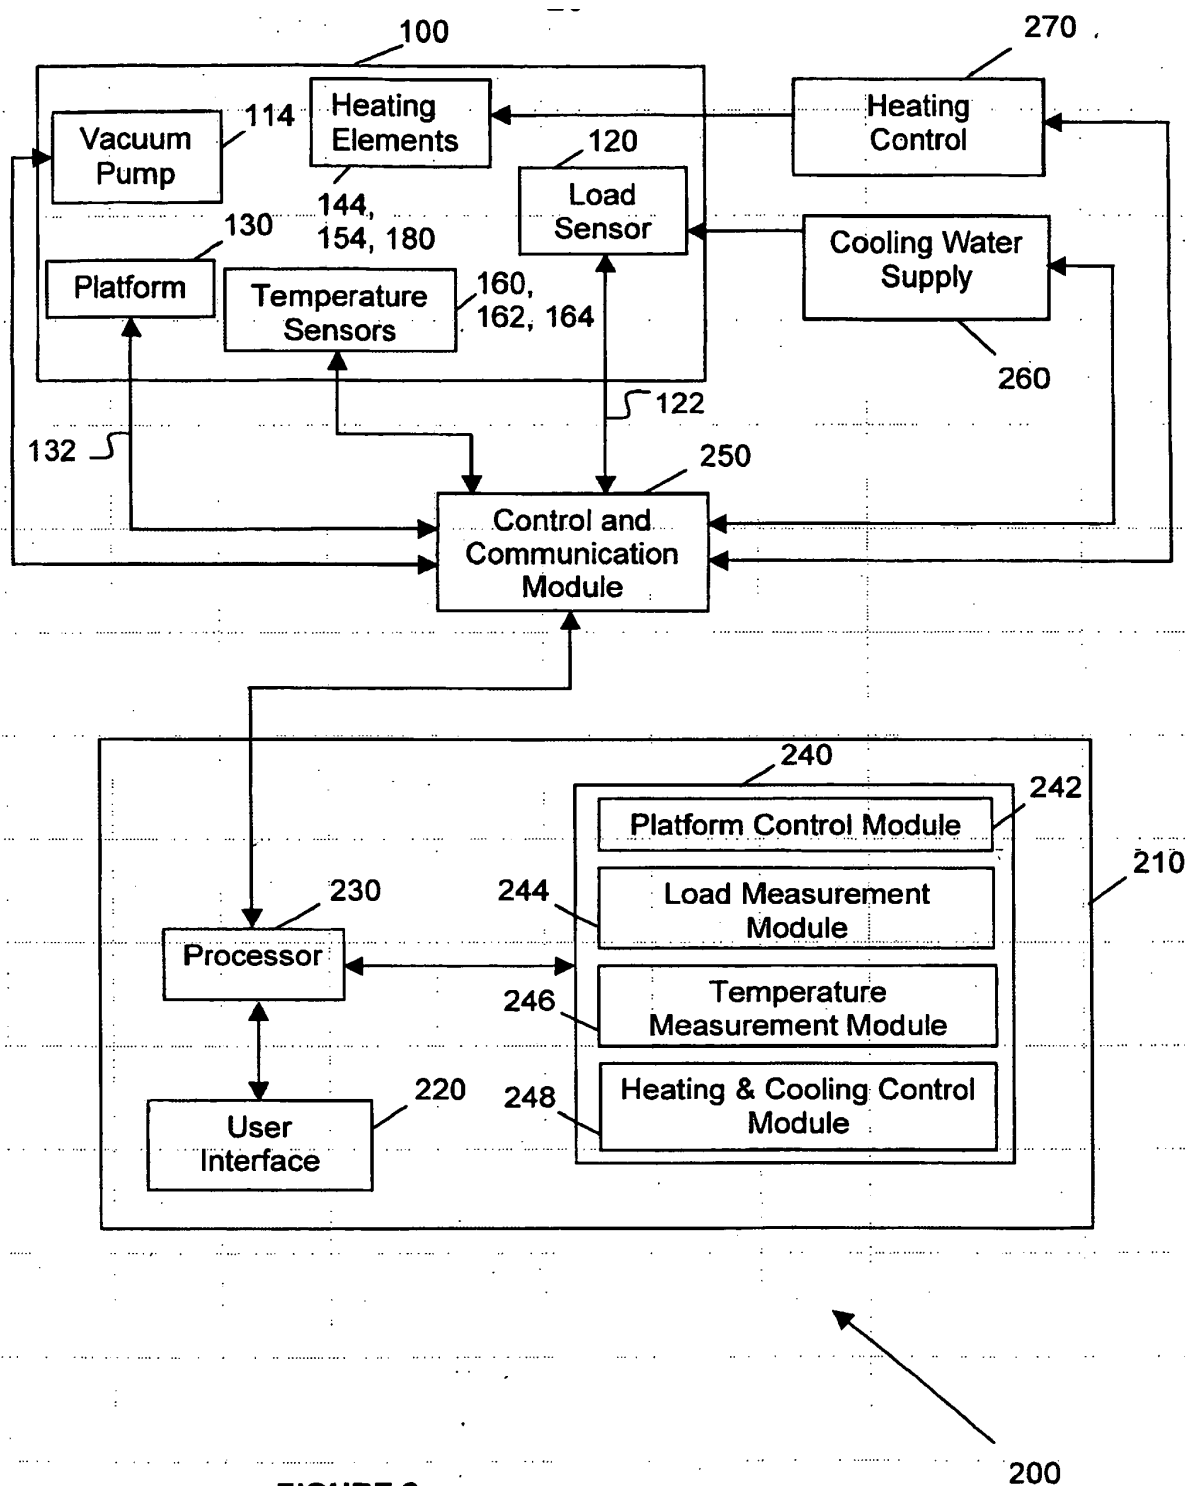 100
270
Heating
Elements
Heating
Control
Vacuum
Pump
114
120
144,
154, 180
Load
Sensor
130
Cooling Water
Supply
Platform
Temperature
Sensors
160,
162, 164
260
122
132
250
Control and
Communication
Module
240
242
Platform Control Module
210
244
Load Measurement
Module
230
Processor
246
Temperature
Measurement Module
248
Heating & Cooling Control
Module
220
User
Interface
200